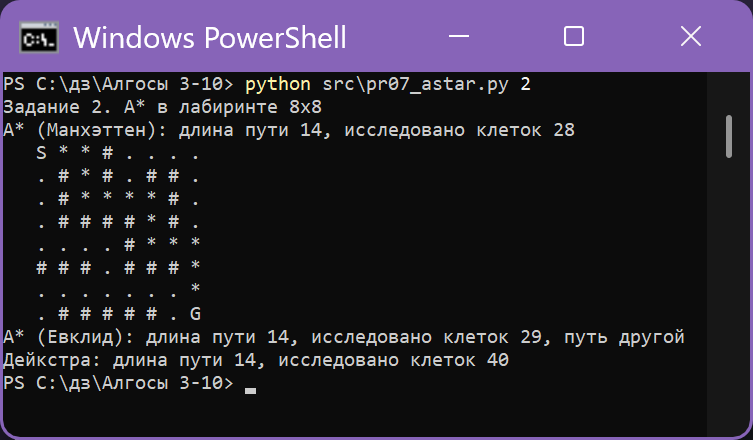 Windows PowerShell
PS C:\дз\Алгосы 3-10> python src\pr07_astar.py 2
Задание 2. A* в лабиринте 8x8
A* (Манхэттен): длина пути 14, исследовано клеток 28
S * * # . . . .
. # * # . # # .
. # * * * * # .
. # # # # * # .
. . . . # * * *
# # # . # # # *
. . . . . . . *
. # # # # # . G
A* (Евклид): длина пути 14, исследовано клеток 29, путь другой
Дейкстра: длина пути 14, исследовано клеток 40
PS C:\дз\Алгосы 3-10>